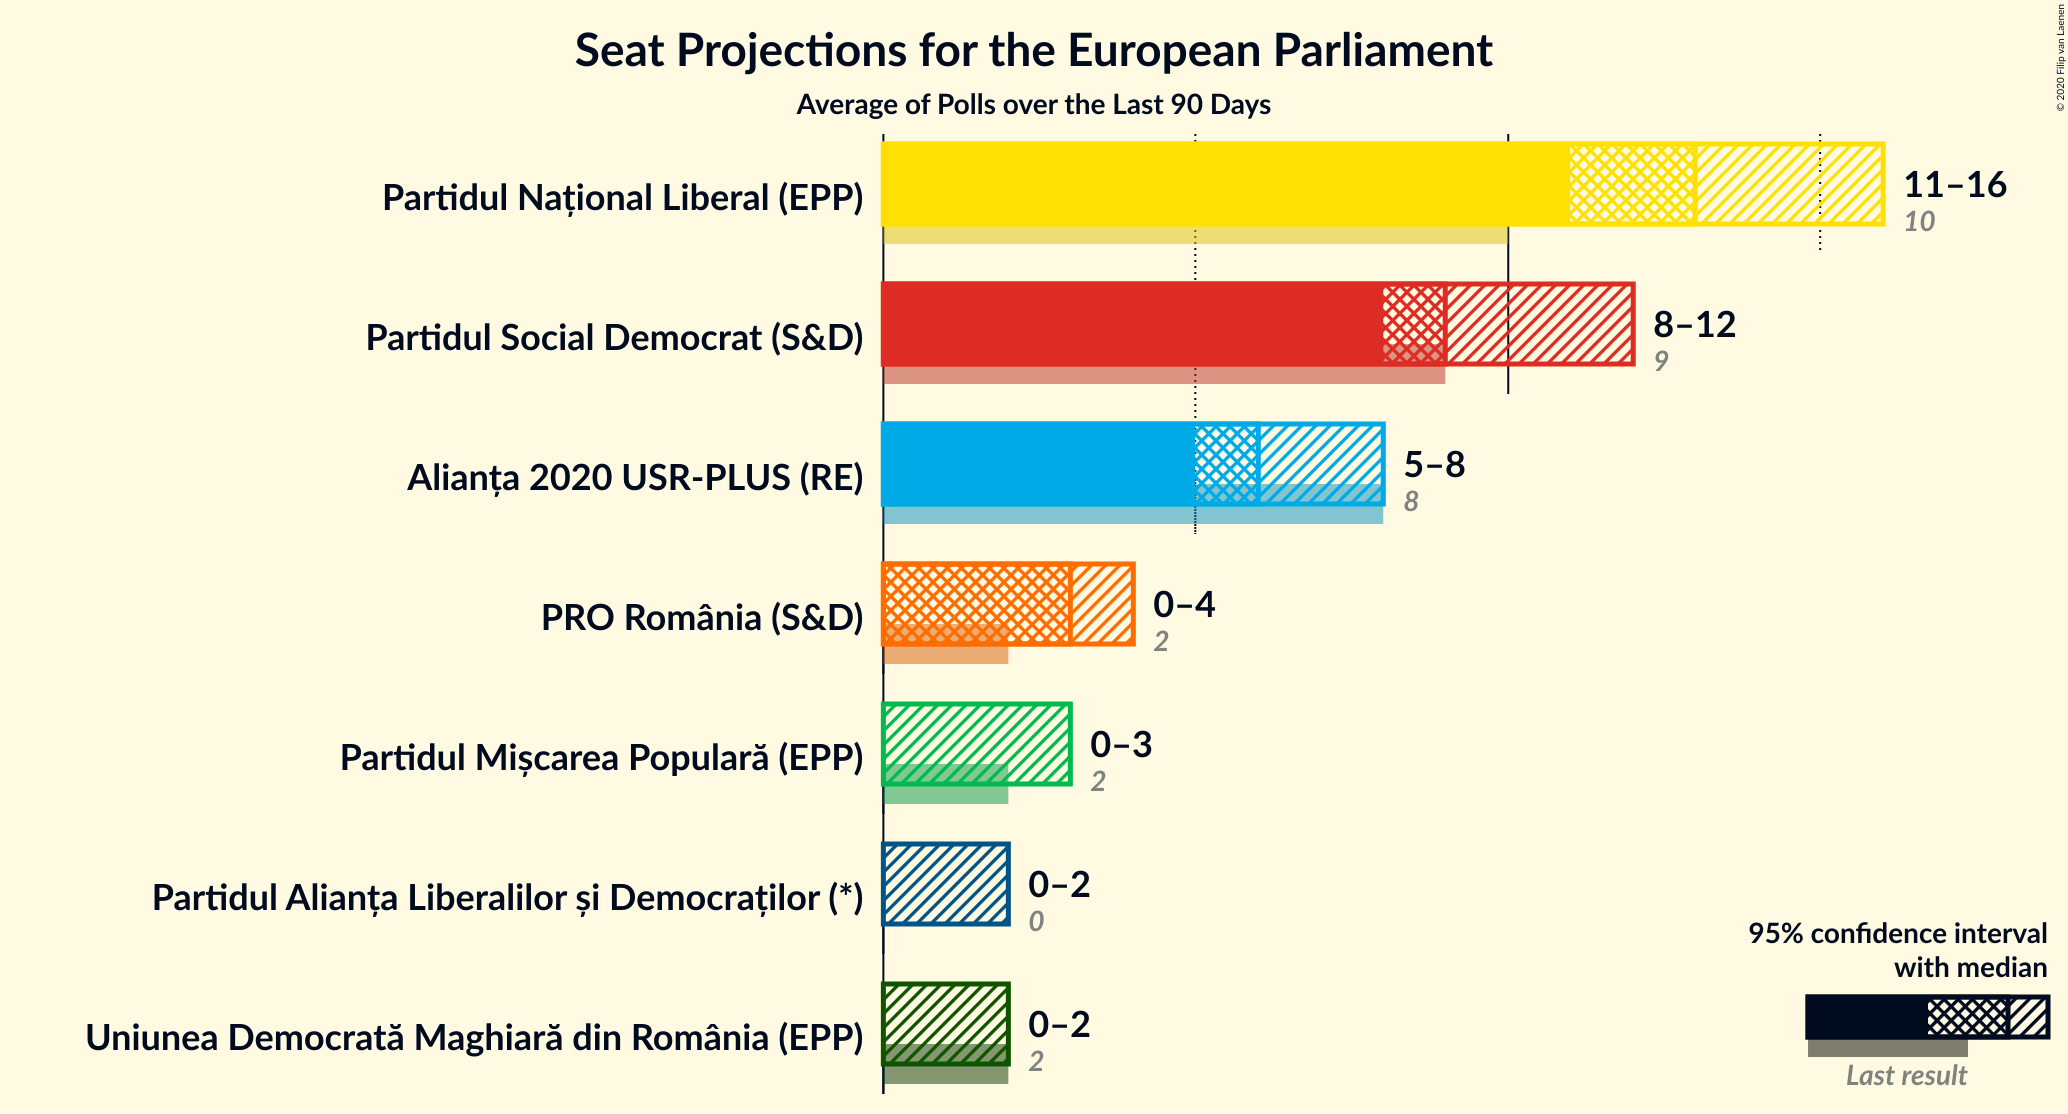 Seat Projections for the European Parliament
Average of Polls over the Last 90 Days
© 2020 Filip van Laenen
Partidul Național Liberal (EPP)
11–16
10
Partidul Social Democrat (S&D)
8–12
9
Alianța 2020 USR-PLUS (RE)
5–8
8
PRO România (S&D)
0–4
2
Partidul Mișcarea Populară (EPP)
0–3
2
Partidul Alianța Liberalilor și Democraților (*)
0–2
0
Uniunea Democrată Maghiară din România (EPP)
0–2
2
95% confidence interval
with median
Last result